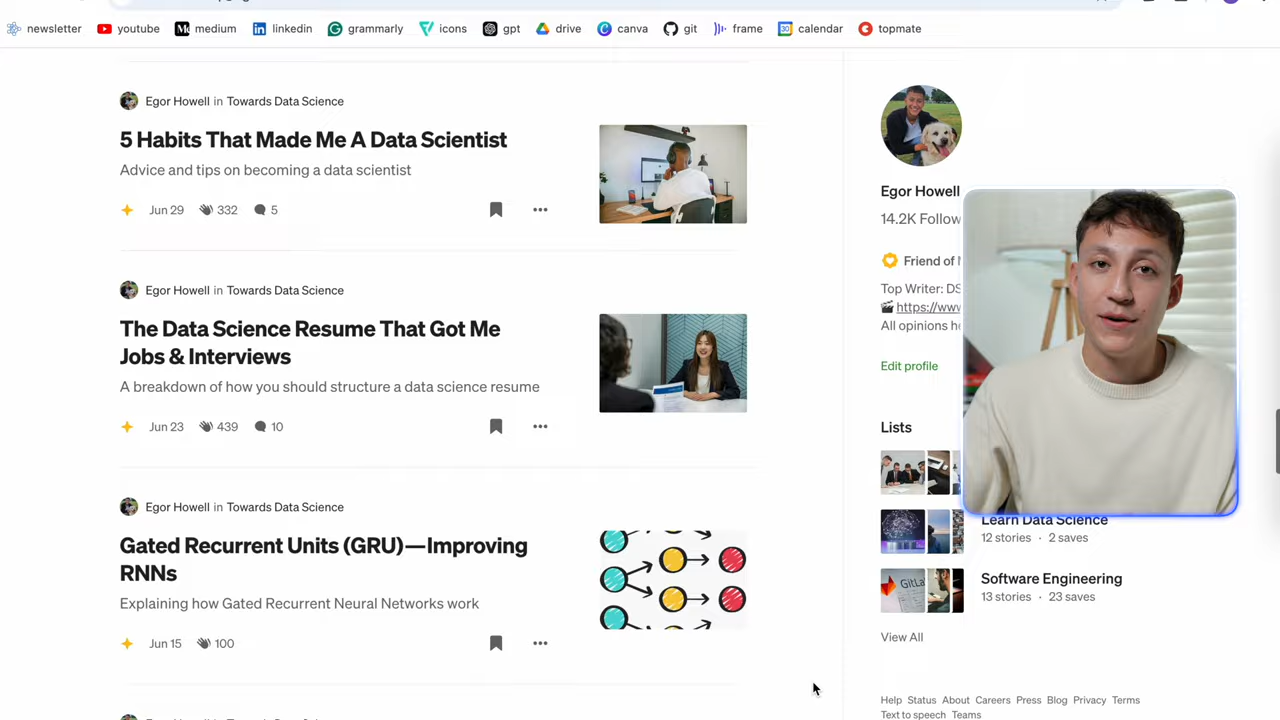 newsletter youtube medium linkedin grammarly icons gpt drive canva git frame calendar topmate
Egor Howell in Towards Data Science
5 Habits That Made Me A Data Scientist
Advice and tips on becoming a data scientist
Jun 29 332 5
Egor Howell in Towards Data Science
The Data Science Resume That Got Me
Jobs & Interviews
A breakdown of how you should structure a data science resume
Jun 23 439 10
Egor Howell in Towards Data Science
Gated Recurrent Units (GRU)—Improving
RNNs
Explaining how Gated Recurrent Neural Networks work
Jun 15 100
Egor Howell
14.2K Follow
Friend of
Top Writer: DS
https://www
All opinions
Edit profile
Lists
Learn Data Science
12 stories · 2 saves
Software Engineering
13 stories · 23 saves
View All
Help Status About Careers Press Blog Privacy Terms
Text to speech Teams